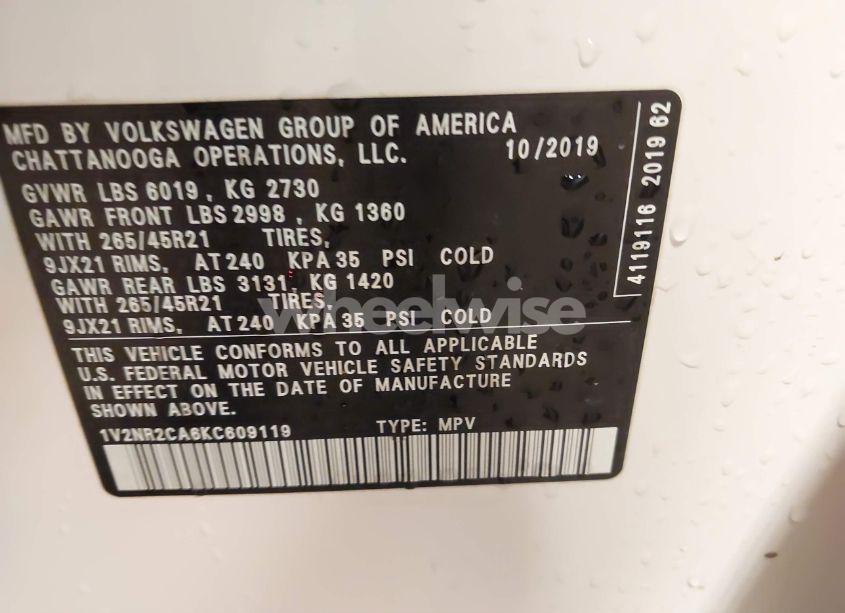 MFD BY VOLKSWAGEN GROUP OF AMERICA
CHATTANOOGA OPERATIONS, LLC. 10/2019
GVWR LBS 6019, KG 2730
GAWR FRONT LBS 2998, KG 1360
WITH 265/45R21 TIRES,
9JX21 RIMS, AT 240 KPA 35 PSI COLD
GAWR REAR LBS 3131, KG 1420
WITH 265/45R21 TIRES,
9JX21 RIMS, AT 240 KPA 35 PSI COLD
THIS VEHICLE CONFORMS TO ALL APPLICABLE
U.S. FEDERAL MOTOR VEHICLE SAFETY STANDARDS
IN EFFECT ON THE DATE OF MANUFACTURE
SHOWN ABOVE.
1V2NR2CA6KC609119 TYPE: MPV
4119116 2019 62
wheelwise